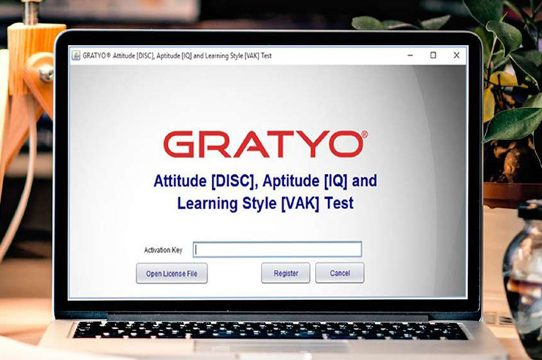 GRATYO® Attitude [DISC], Aptitude [IQ] and Learning Style [VAK] Test
GRATYO®
Attitude [DISC], Aptitude [IQ] and
Learning Style [VAK] Test
Activation Key
Open License File
Register
Cancel